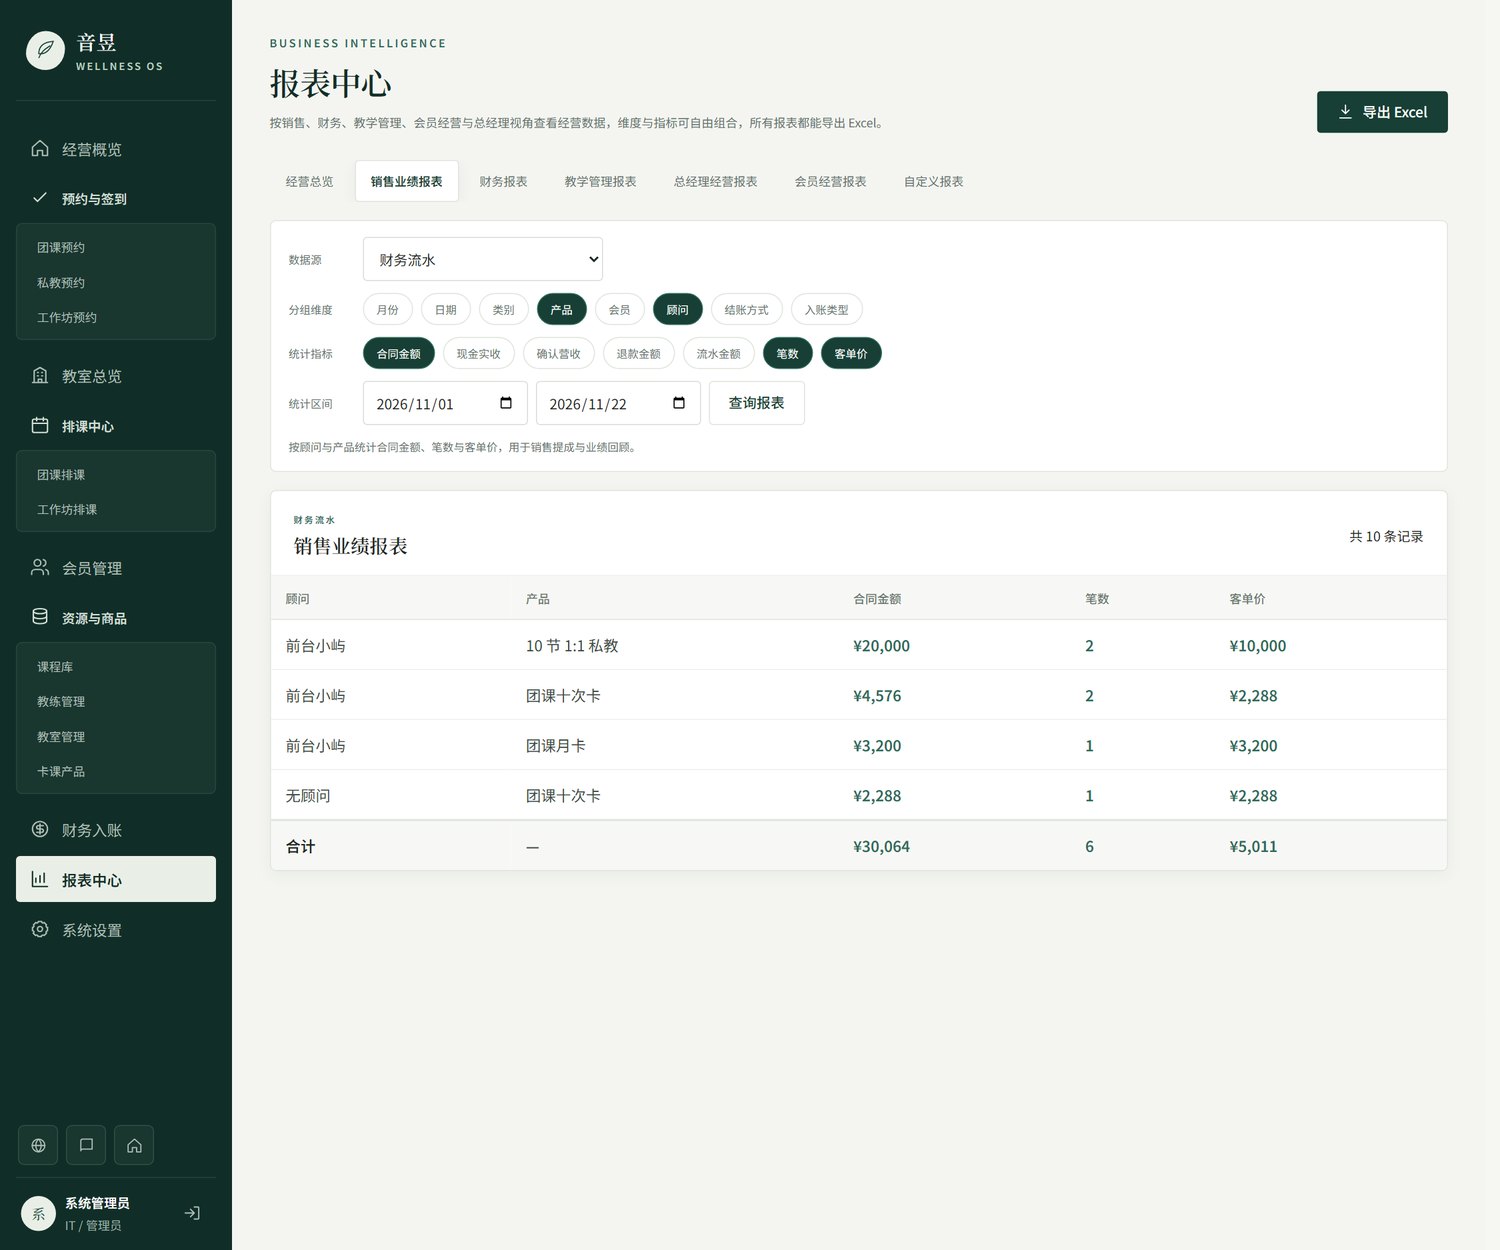 音昱
WELLNESS OS
经营概览
预约与签到
团课预约
私教预约
工作坊预约
教室总览
排课中心
团课排课
工作坊排课
会员管理
资源与商品
课程库
教练管理
教室管理
卡课产品
财务入账
报表中心
系统设置
系
系统管理员
IT / 管理员
BUSINESS INTELLIGENCE
报表中心
按销售、财务、教学管理、会员经营与总经理视角查看经营数据，维度与指标可自由组合，所有报表都能导出 Excel。
导出 Excel
经营总览 销售业绩报表 财务报表 教学管理报表 总经理经营报表 会员经营报表 自定义报表
数据源 财务流水
分组维度 月份 日期 类别 产品 会员 顾问 结账方式 入账类型
统计指标 合同金额 现金实收 确认营收 退款金额 流水金额 笔数 客单价
统计区间 2026/11/01 2026/11/22 查询报表
按顾问与产品统计合同金额、笔数与客单价，用于销售提成与业绩回顾。
财务流水
销售业绩报表
共 10 条记录
顾问 产品 合同金额 笔数 客单价
前台小屿 10 节 1:1 私教 ¥20,000 2 ¥10,000
前台小屿 团课十次卡 ¥4,576 2 ¥2,288
前台小屿 团课月卡 ¥3,200 1 ¥3,200
无顾问 团课十次卡 ¥2,288 1 ¥2,288
合计 — ¥30,064 6 ¥5,011